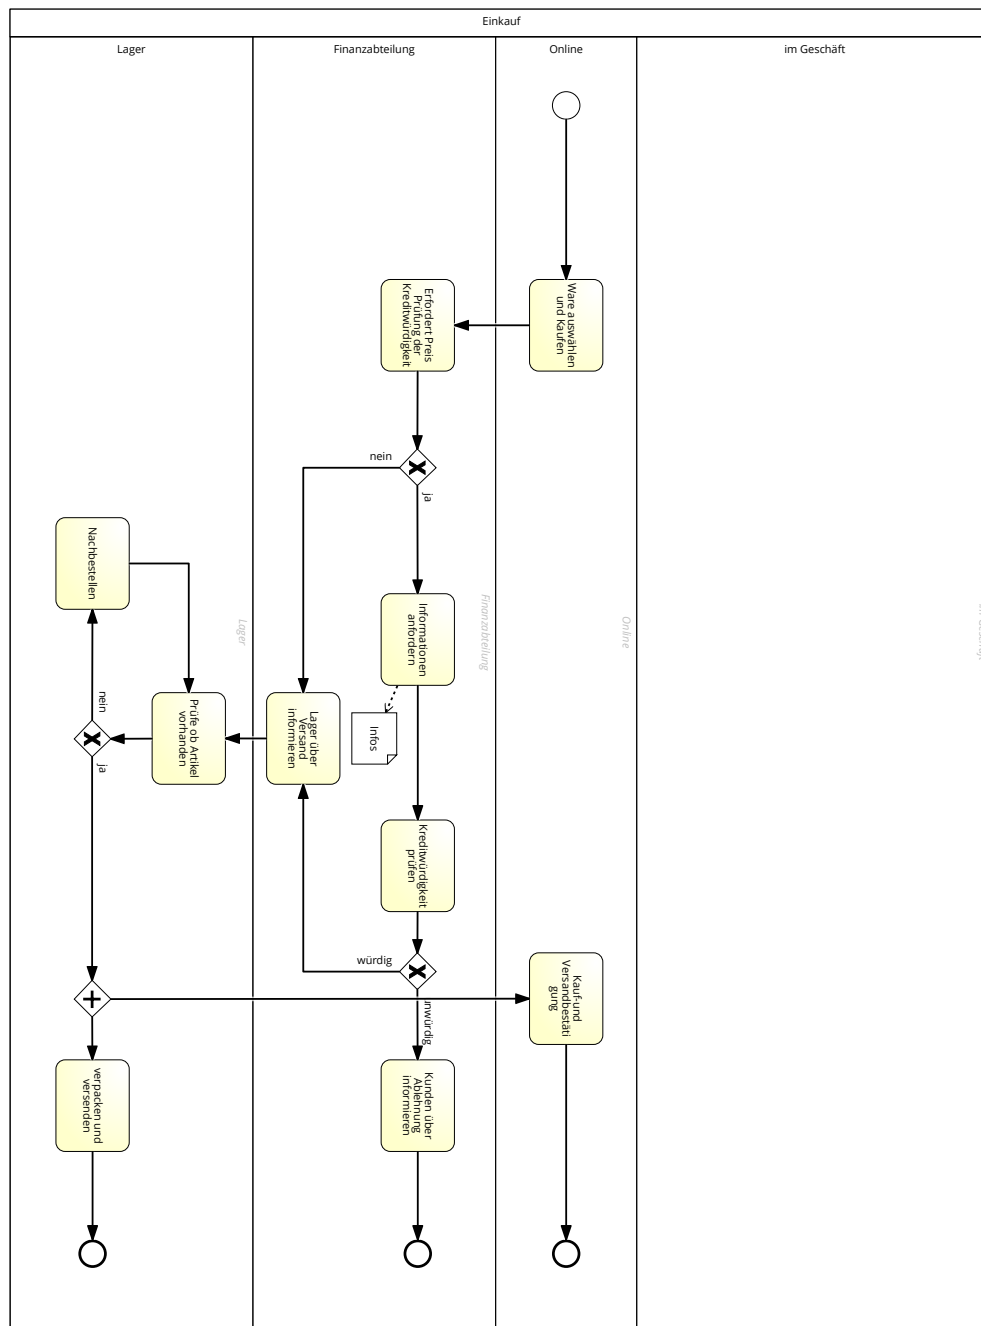 Einkauf
Lager
Finanzabteilung
Online
im Geschäft
Ware auswählen
und Kaufen
Erfordert Preis
Prüfung der
Kreditwürdigkeit
nein
ja
Nachbestellen
Informationen
anfordern
Lager
Finanzabteilung
Online
nein
ja
Prüfe ob Artikel
vorhanden
Lager über
Versand
informieren
Infos
Kreditwürdigkeit
prüfen
würdig
nwürdig
Kauf-und
Versandbestäti
gung
verpacken und
versenden
Kunden über
Ablehnung
informieren